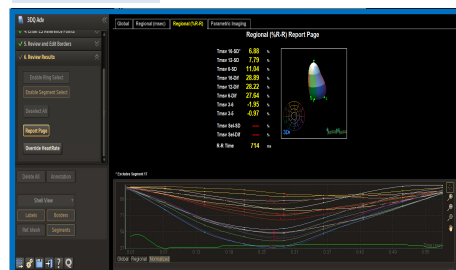 3DQ Adv
Global Regional (msec) Regional (%R-R) Parametric Imaging
Regional (%R-R) Report Page
5. Review and Edit Borders
6. Review Results
Enable Ring Select
Enable Segment Select
Deselect All
Report Page
Override HeartRate
Tmsv 16-SD 6.88 %
Tmsv 12-SD 7.79 %
Tmsv 6-SD 11.04 %
Tmsv 16-Dif 28.89 %
Tmsv 12-Dif 28.22 %
Tmsv 6-Dif 27.64 %
Tmsv 3-6 -1.95 %
Tmsv 3-5 -0.97 %
Tmsv Sel-SD --- %
Tmsv Sel-Dif --- %
R-R Time 714 ms
*Excludes Segment 17
Delete All Annotation
Shell View
Labels Borders
Ref. Mesh Segments
Global Regional Normalized